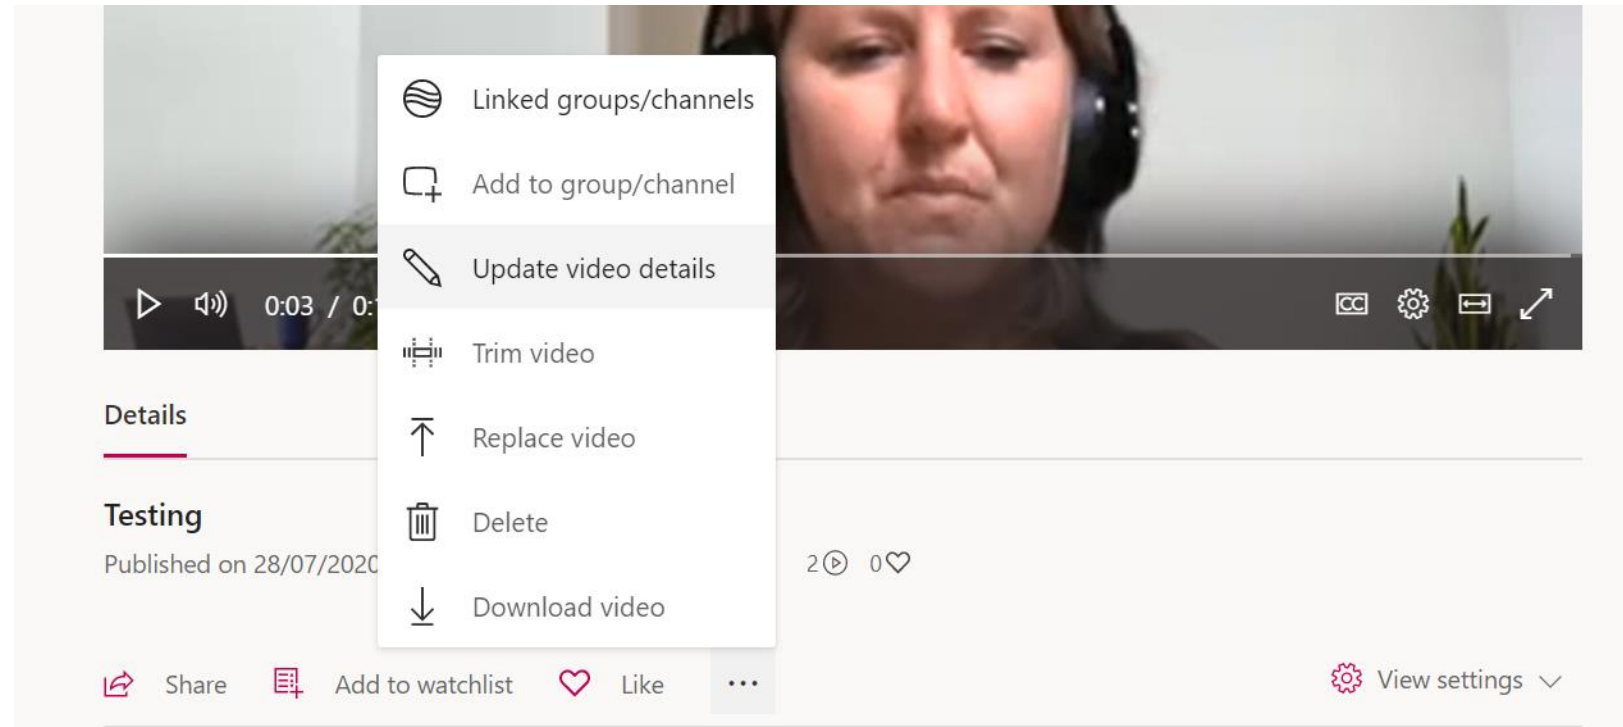 Linked groups/channels
Add to group/channel
Update video details
0:03 / 0:
CC
Trim video
Details
Replace video
Testing
Delete
Published on 28/07/2020
2 0
Download video
Share Add to watchlist Like ... View settings